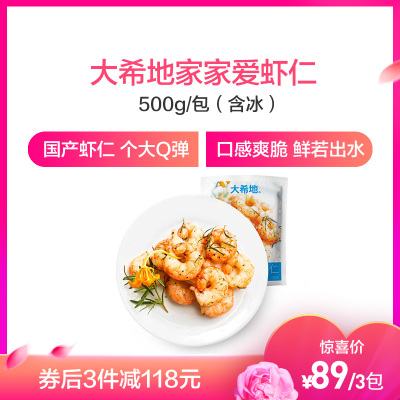 大希地家家爱虾仁
500g/包（含冰）
国产虾仁 个大Q弹
口感爽脆 鲜若出水
大希地
仁
惊喜价
券后3件减118元
¥89/3包